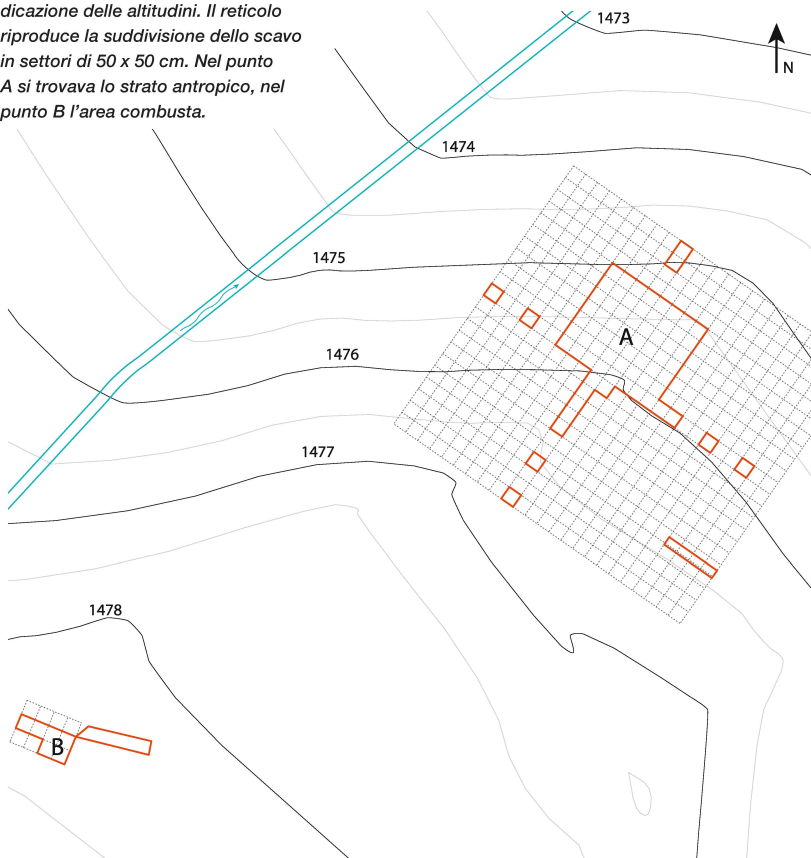 dicazione delle altitudini. Il reticolo
riproduce la suddivisione dello scavo
in settori di 50 x 50 cm. Nel punto
A si trovava lo strato antropico, nel
punto B l’area combusta.
1473
N
1474
1475
A
1476
1477
1478
B